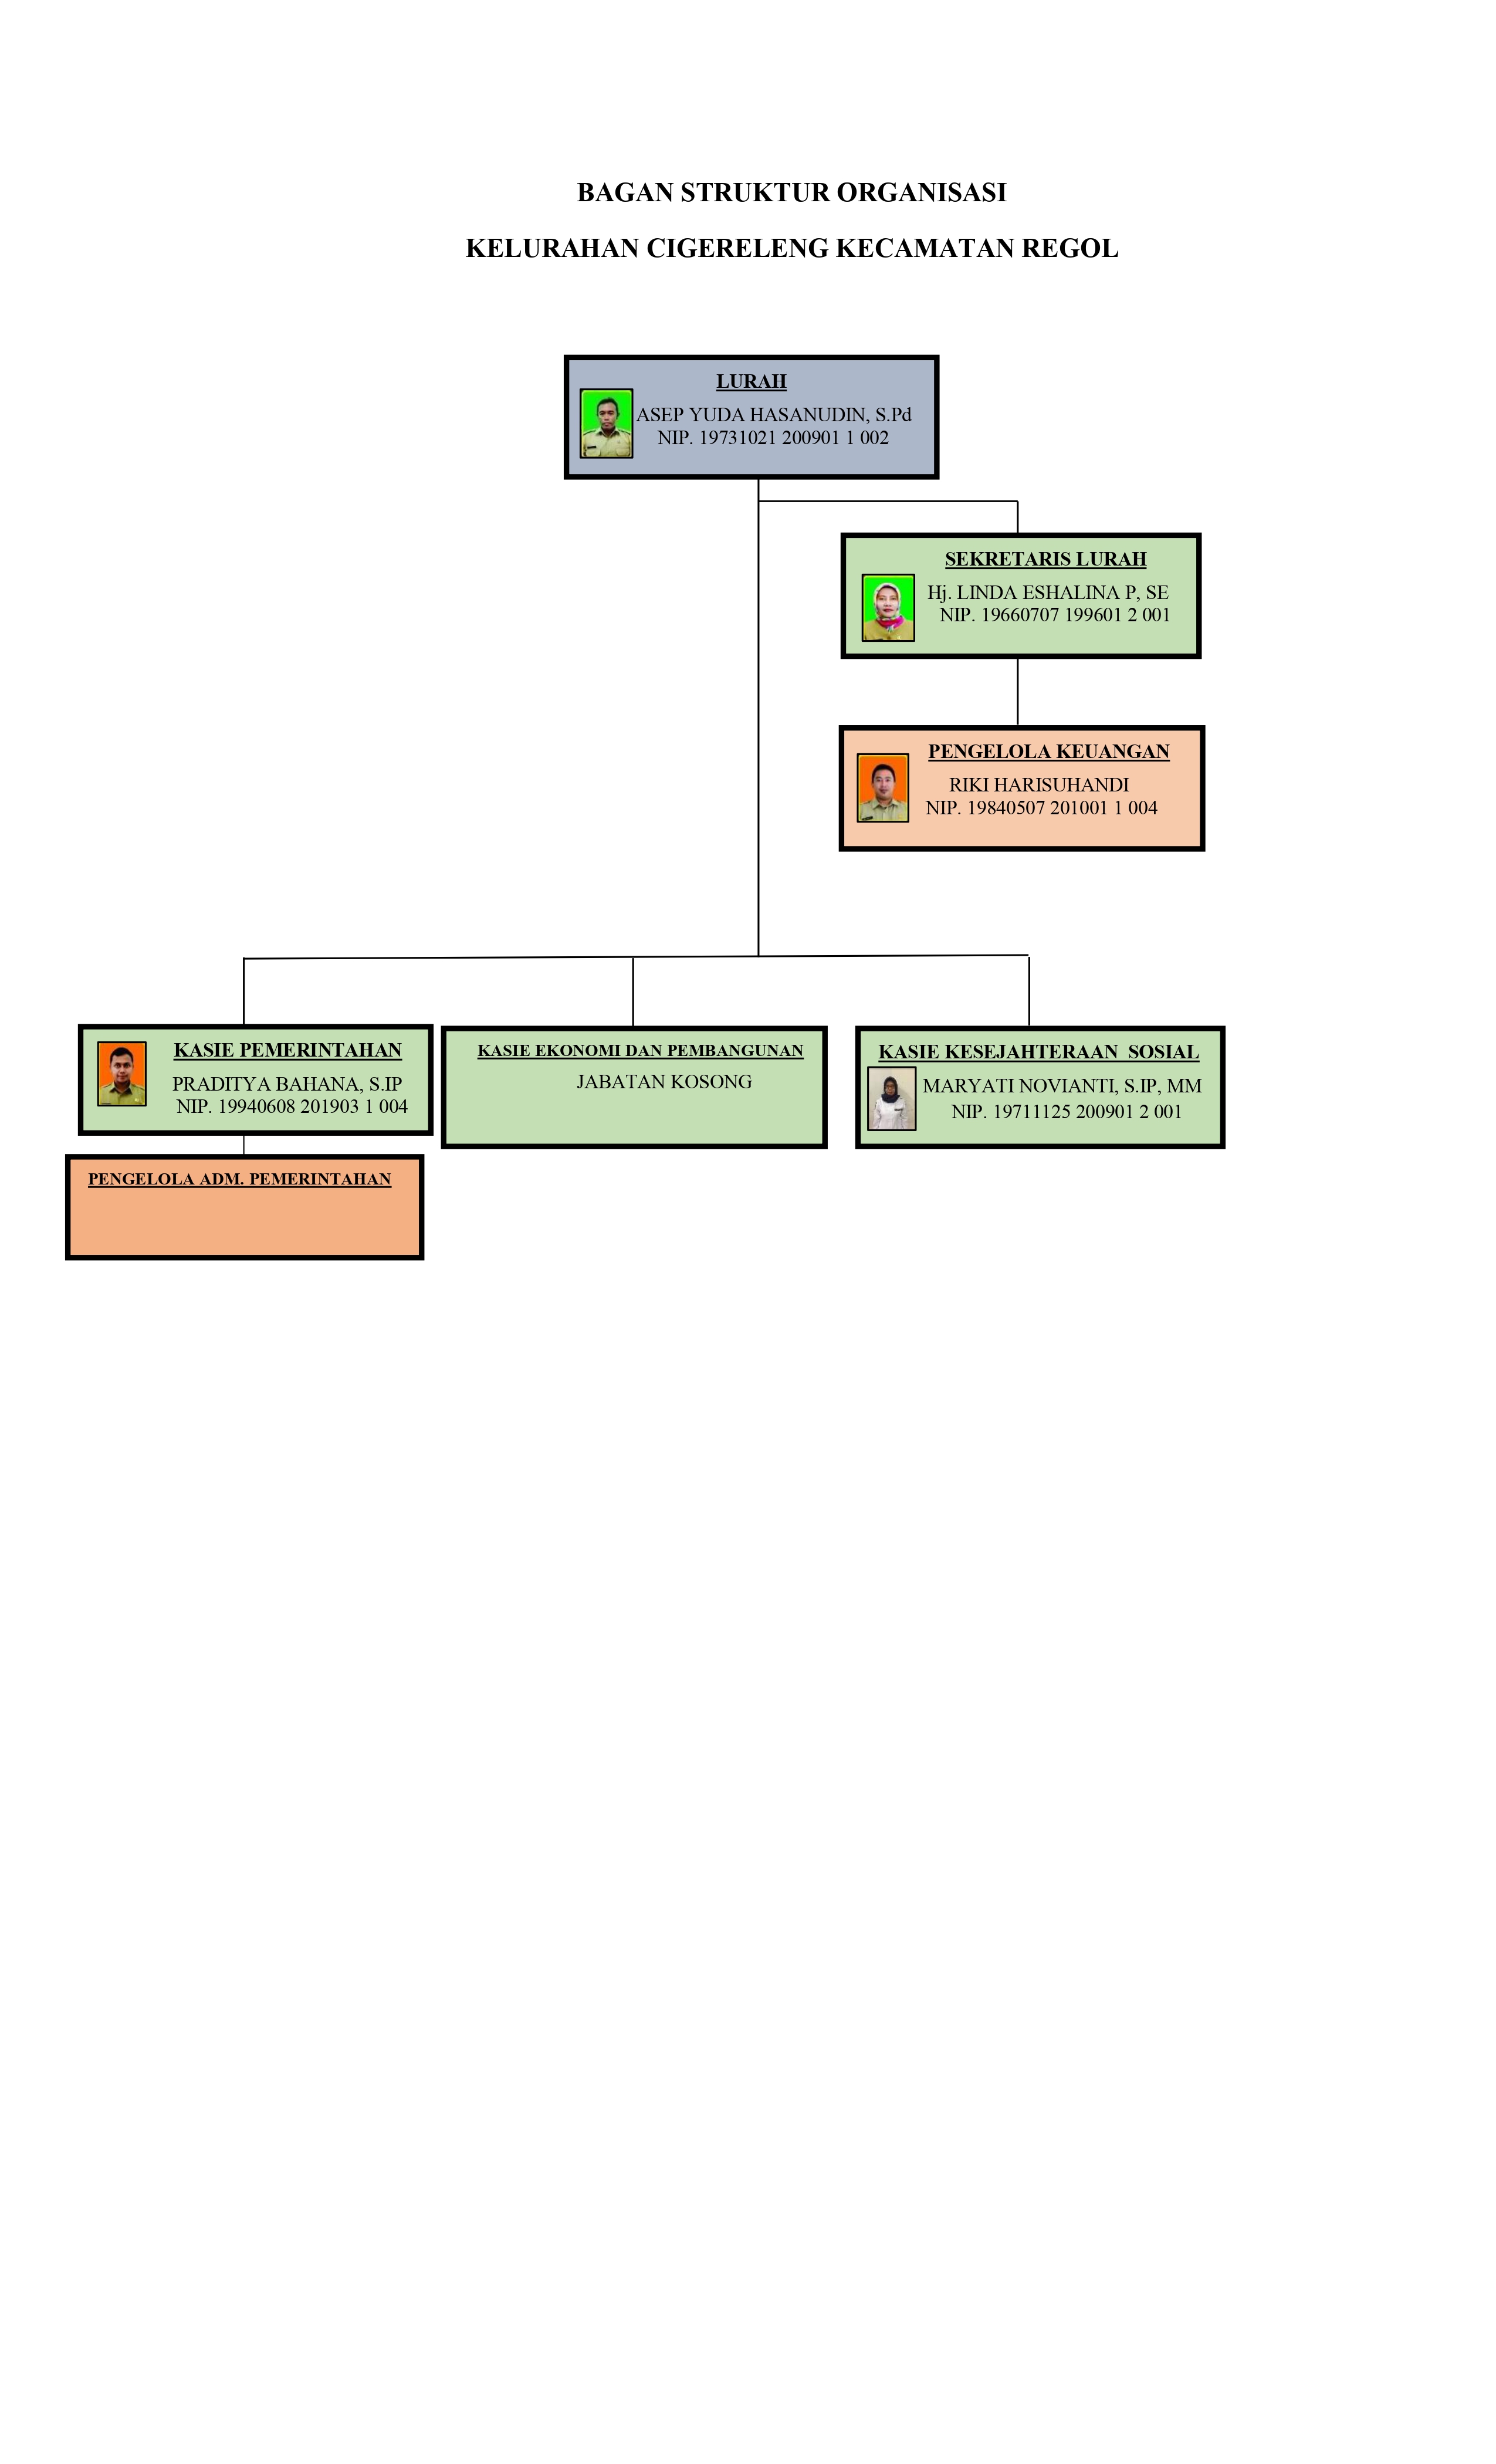 BAGAN STRUKTUR ORGANISASI
KELURAHAN CIGERELENG KECAMATAN REGOL
LURAH
ASEP YUDA HASANUDIN, S.Pd
NIP. 19731021 200901 1 002
SEKRETARIS LURAH
Hj. LINDA ESHALINA P, SE
NIP. 19660707 199601 2 001
PENGELOLA KEUANGAN
RIKI HARISUHANDI
NIP. 19840507 201001 1 004
KASIE PEMERINTAHAN
PRADITYA BAHANA, S.IP
NIP. 19940608 201903 1 004
KASIE EKONOMI DAN PEMBANGUNAN
JABATAN KOSONG
KASIE KESEJAHTERAAN  SOSIAL
MARYATI NOVIANTI, S.IP, MM
NIP. 19711125 200901 2 001
PENGELOLA ADM. PEMERINTAHAN